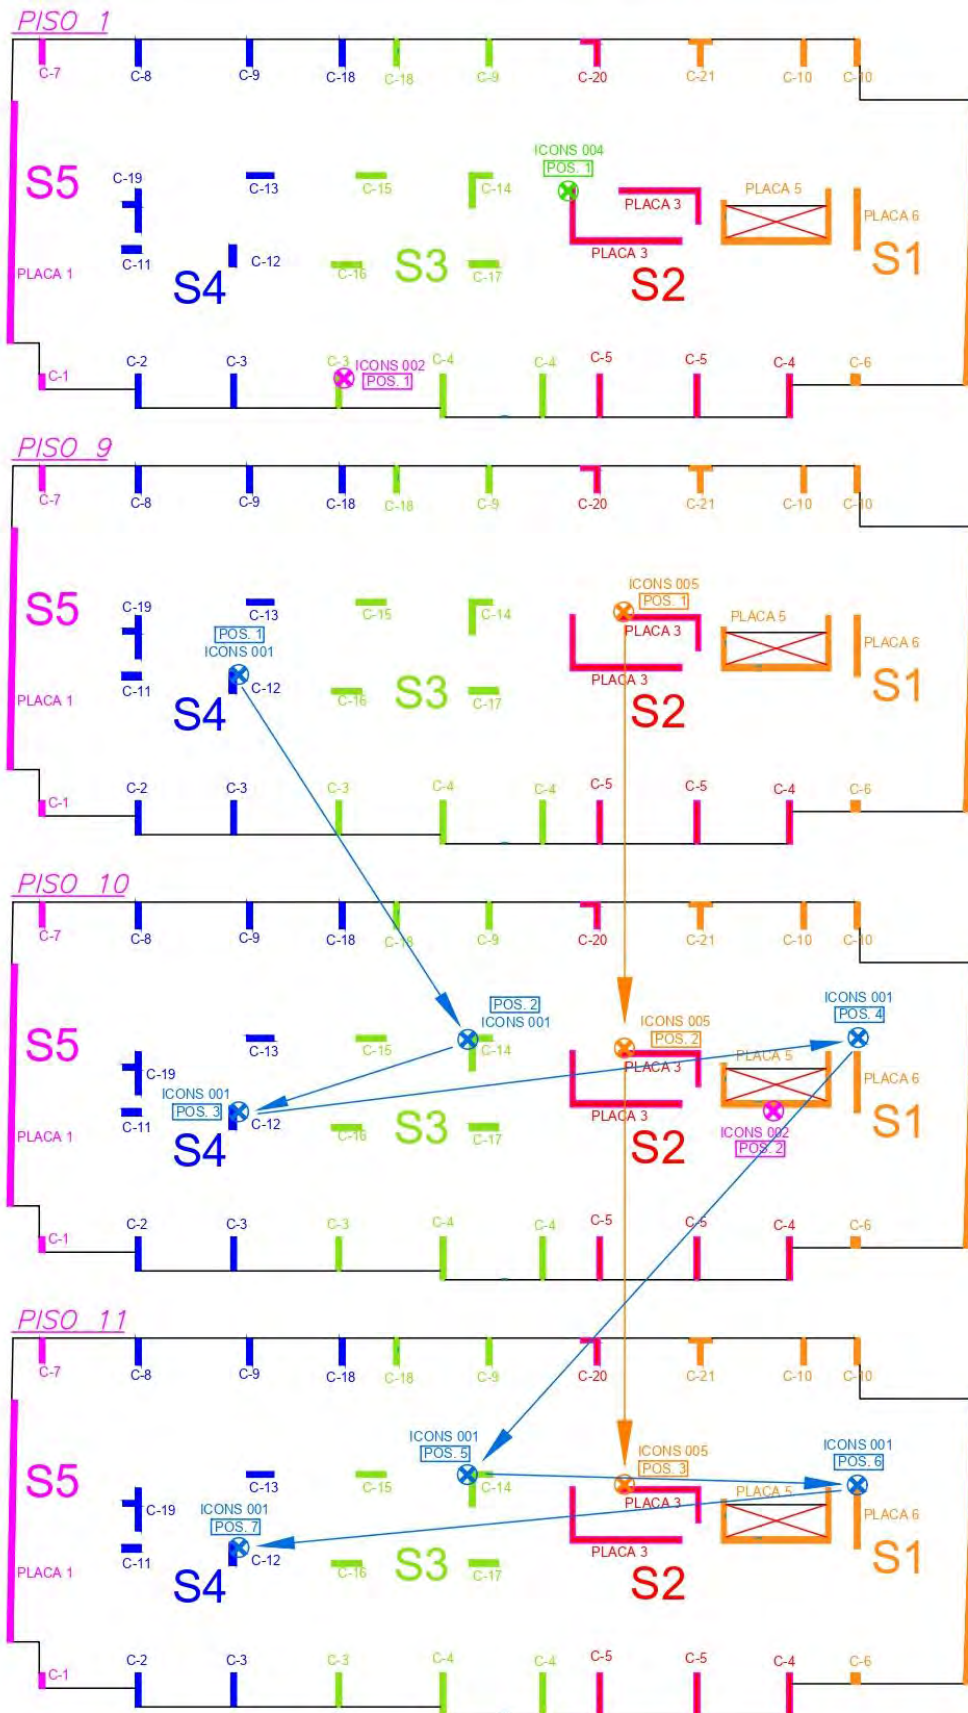 PISO 1
C-7
C-8
C-9
C-18
C-18
C-9
C-20
C-21
C-10
C-10
ICONS 004
POS. 1
S5
C-19
C-13
C-15
C-14
PLACA 3
PLACA 5
PLACA 6
PLACA 1
C-11
S4
C-12
C-16
S3
C-17
PLACA 3
S2
S1
C-1
C-2
C-3
C-3
ICONS 002
POS. 1
C-4
C-4
C-5
C-5
C-4
C-6
PISO 9
C-7
C-8
C-9
C-18
C-18
C-9
C-20
C-21
C-10
C-10
S5
C-19
C-13
C-15
C-14
ICONS 005
POS. 1
PLACA 3
PLACA 5
PLACA 6
POS. 1
ICONS 001
PLACA 1
C-11
S4
C-12
C-16
S3
C-17
PLACA 3
S2
S1
C-1
C-2
C-3
C-3
C-4
C-4
C-5
C-5
C-4
C-6
PISO 10
C-7
C-8
C-9
C-18
C-18
C-9
C-20
C-21
C-10
C-10
S5
C-19
C-13
C-15
POS. 2
ICONS 001
C-14
ICONS 005
POS. 2
PLACA 3
PLACA 5
ICONS 001
POS. 4
PLACA 6
ICONS 001
POS. 3
PLACA 1
C-11
S4
C-12
C-16
S3
C-17
PLACA 3
S2
ICONS 002
POS. 2
S1
C-1
C-2
C-3
C-3
C-4
C-4
C-5
C-5
C-4
C-6
PISO 11
C-7
C-8
C-9
C-18
C-18
C-9
C-20
C-21
C-10
C-10
S5
C-19
C-13
C-15
ICONS 001
POS. 5
C-14
ICONS 005
POS. 3
PLACA 3
PLACA 5
ICONS 001
POS. 6
PLACA 6
ICONS 001
POS. 7
PLACA 1
C-11
S4
C-12
C-16
S3
C-17
PLACA 3
S2
S1
C-1
C-2
C-3
C-3
C-4
C-4
C-5
C-5
C-4
C-6